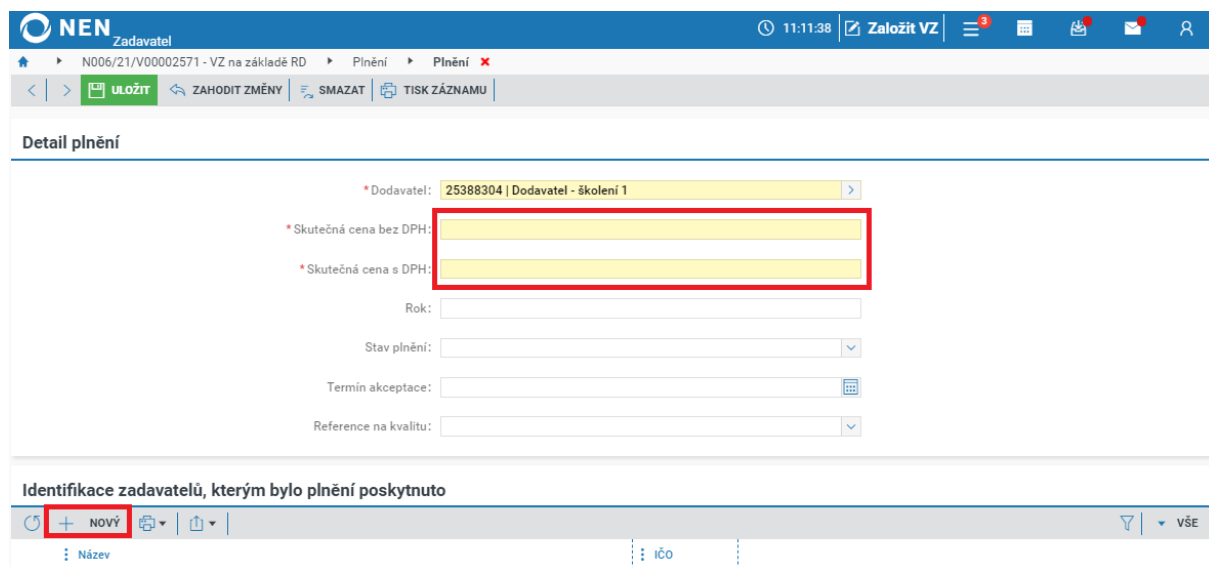 NEN Zadavatel 11:11:38 Založit VZ 3
N006/21/V00002571 - VZ na základě RD Plnění Plnění
ULOŽIT ZAHODIT ZMĚNY SMAZAT TISK ZÁZNAMU
Detail plnění
* Dodavatel: 25388304 | Dodavatel - školení 1
* Skutečná cena bez DPH:
* Skutečná cena s DPH:
Rok:
Stav plnění:
Termín akceptace:
Reference na kvalitu:
Identifikace zadavatelů, kterým bylo plnění poskytnuto
NOVÝ VŠE
Název IČO